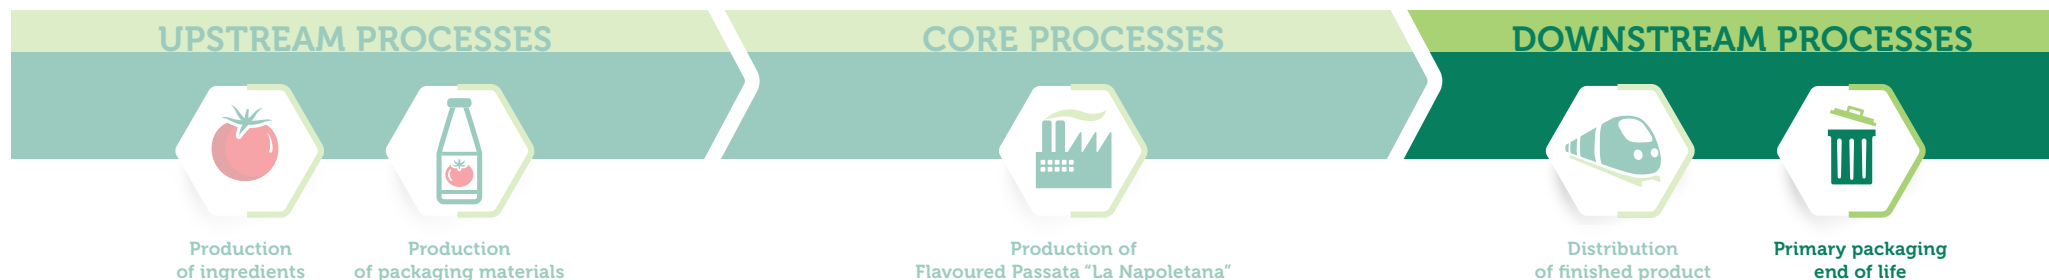 UPSTREAM PROCESSES
CORE PROCESSES
DOWNSTREAM PROCESSES
Production
of ingredients
Production
of packaging materials
Production of
Flavoured Passata “La Napoletana”
Distribution
of finished product
Primary packaging
end of life